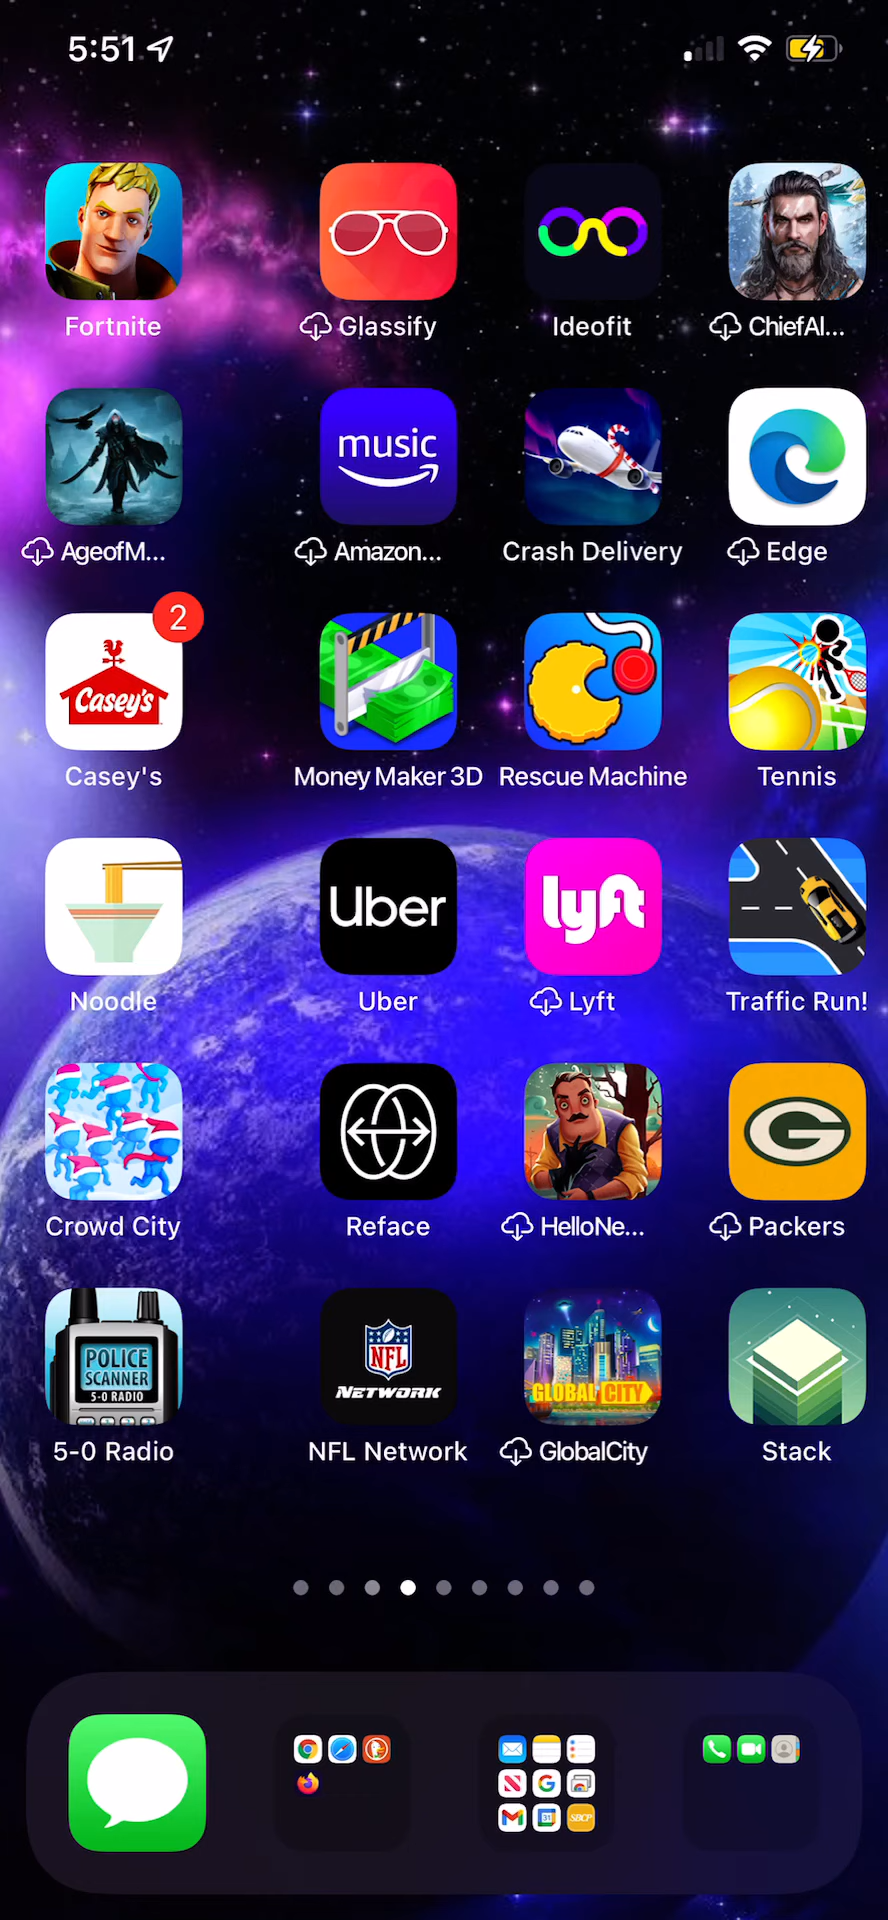 5:51
Fortnite
Glassify
Ideofit
ChiefAl...
music
AgeofM...
Amazon...
Crash Delivery
Edge
2
Casey's
Casey's
Money Maker 3D
Rescue Machine
Tennis
Uber
lyft
Noodle
Uber
Lyft
Traffic Run!
G
Crowd City
Reface
HelloNe...
Packers
POLICE
SCANNER
5-0 RADIO
NFL
NETWORK
GLOBAL CITY
5-0 Radio
NFL Network
GlobalCity
Stack
N
G
31
SBCP